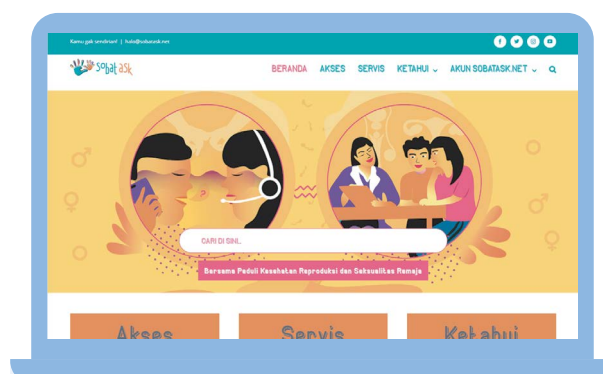 Kamu gak sendirian! | halo@sobatask.net
sobat ask
BERANDA AKSES SERVIS KETAHUI AKUN SOBATASK.NET
CARI DI SINI..
Bersama Peduli Kesehatan Reproduksi dan Seksualitas Remaja
Akses Servis Ketahui